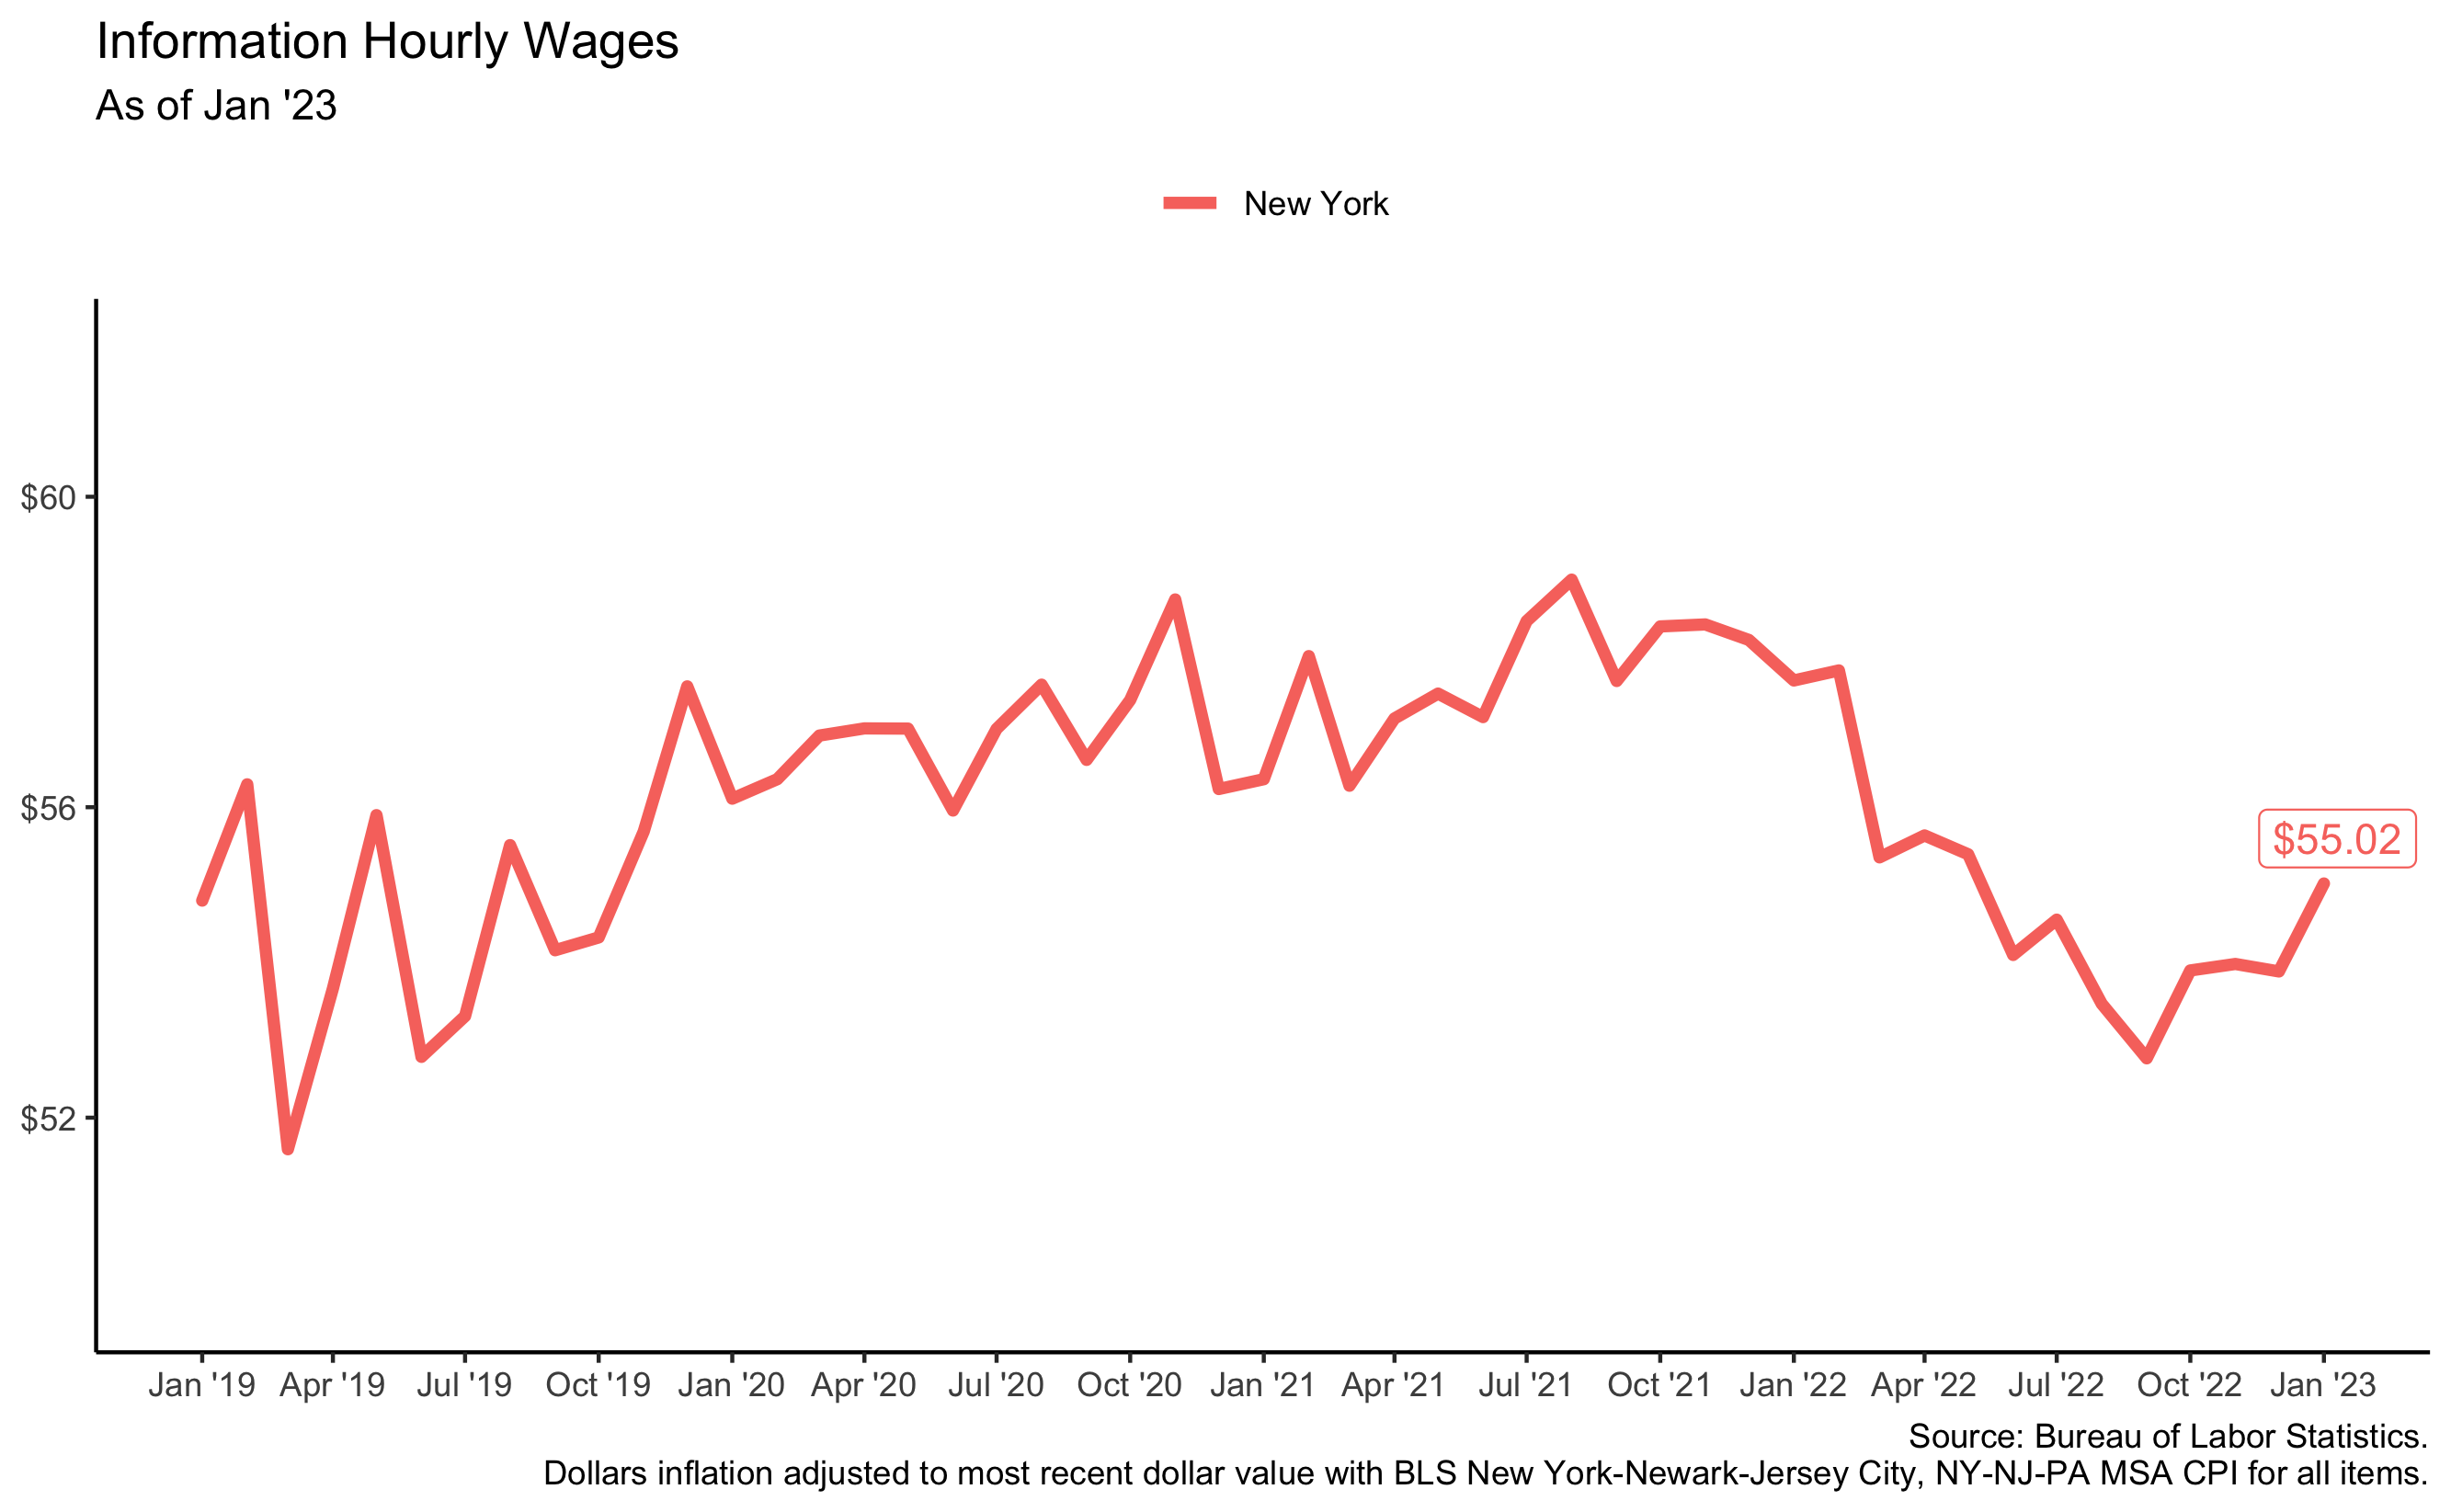 Information Hourly Wages
As of Jan '23
New York
$60
$56
$52
$55.02
Jan '19 Apr '19 Jul '19 Oct '19 Jan '20 Apr '20 Jul '20 Oct '20 Jan '21 Apr '21 Jul '21 Oct '21 Jan '22 Apr '22 Jul '22 Oct '22 Jan '23
Source: Bureau of Labor Statistics.
Dollars inflation adjusted to most recent dollar value with BLS New York-Newark-Jersey City, NY-NJ-PA MSA CPI for all items.